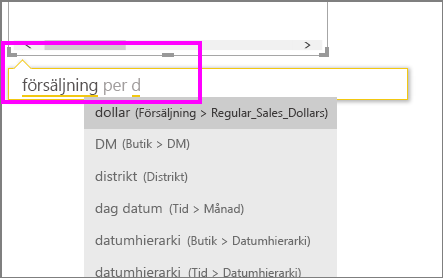 försäljning per d
dollar (Försäljning > Regular_Sales_Dollars)
DM (Butik > DM)
distrikt (Distrikt)
dag datum (Tid > Månad)
datumhierarki (Butik > Datumhierarki)
datumhierarki (Tid > Datumhierarki)